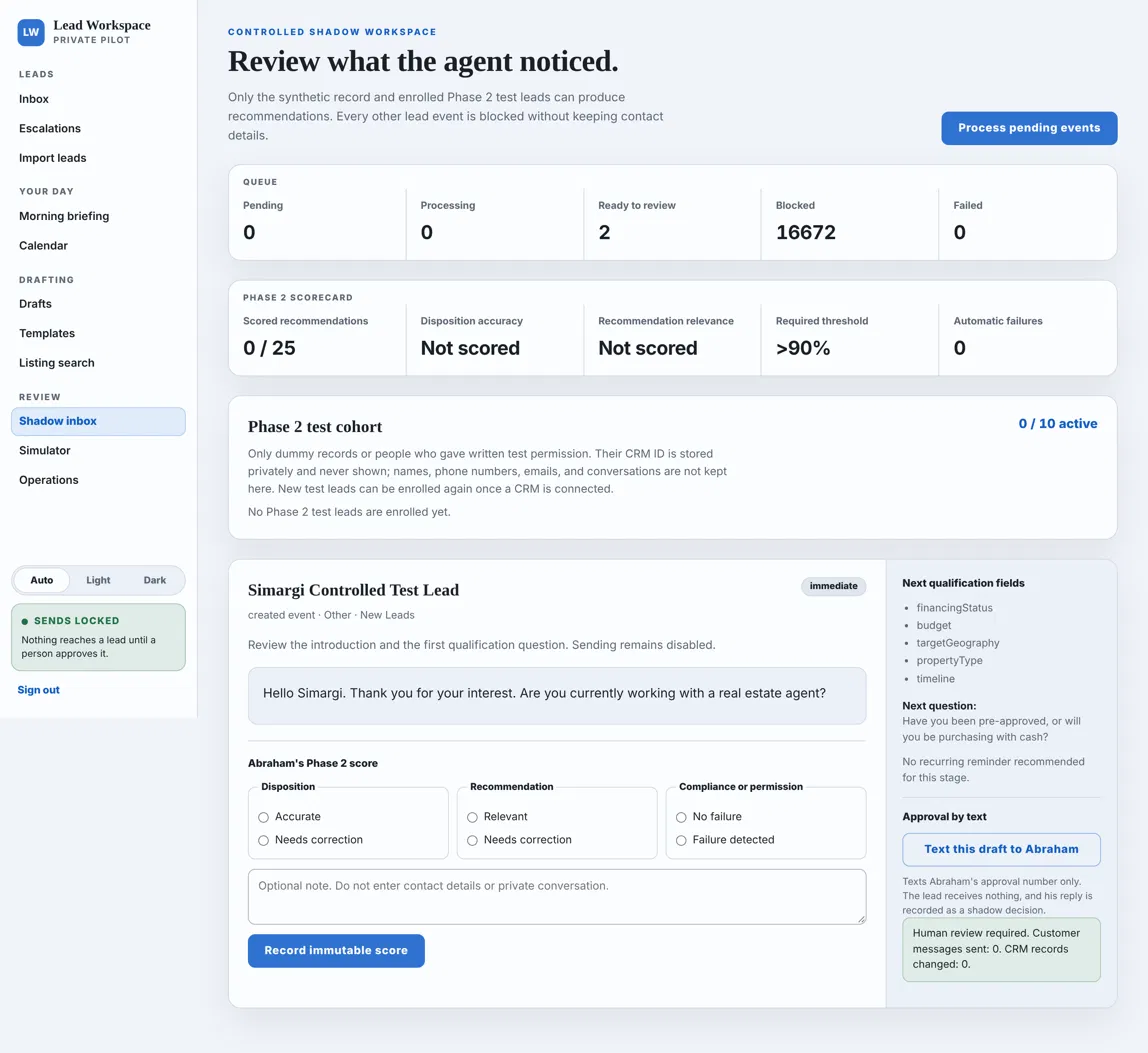 LW
Lead Workspace
PRIVATE PILOT
LEADS
Inbox
Escalations
Import leads
YOUR DAY
Morning briefing
Calendar
DRAFTING
Drafts
Templates
Listing search
REVIEW
Shadow inbox
Simulator
Operations
Auto
Light
Dark
SENDS LOCKED
Nothing reaches a lead until a
person approves it.
Sign out
CONTROLLED SHADOW WORKSPACE
Review what the agent noticed.
Only the synthetic record and enrolled Phase 2 test leads can produce
recommendations. Every other lead event is blocked without keeping contact
details.
Process pending events
QUEUE
Pending
0
Processing
0
Ready to review
2
Blocked
16672
Failed
0
PHASE 2 SCORECARD
Scored recommendations
0 / 25
Disposition accuracy
Not scored
Recommendation relevance
Not scored
Required threshold
>90%
Automatic failures
0
Phase 2 test cohort
0 / 10 active
Only dummy records or people who gave written test permission. Their CRM ID is stored
privately and never shown; names, phone numbers, emails, and conversations are not kept
here. New test leads can be enrolled again once a CRM is connected.
No Phase 2 test leads are enrolled yet.
Simargi Controlled Test Lead
immediate
created event · Other · New Leads
Review the introduction and the first qualification question. Sending remains disabled.
Hello Simargi. Thank you for your interest. Are you currently working with a real estate agent?
Abraham's Phase 2 score
Disposition
Accurate
Needs correction
Recommendation
Relevant
Needs correction
Compliance or permission
No failure
Failure detected
Optional note. Do not enter contact details or private conversation.
Record immutable score
Next qualification fields
financingStatus
budget
targetGeography
propertyType
timeline
Next question:
Have you been pre-approved, or will
you be purchasing with cash?
No recurring reminder recommended
for this stage.
Approval by text
Text this draft to Abraham
Texts Abraham's approval number only.
The lead receives nothing, and his reply is
recorded as a shadow decision.
Human review required. Customer
messages sent: 0. CRM records
changed: 0.